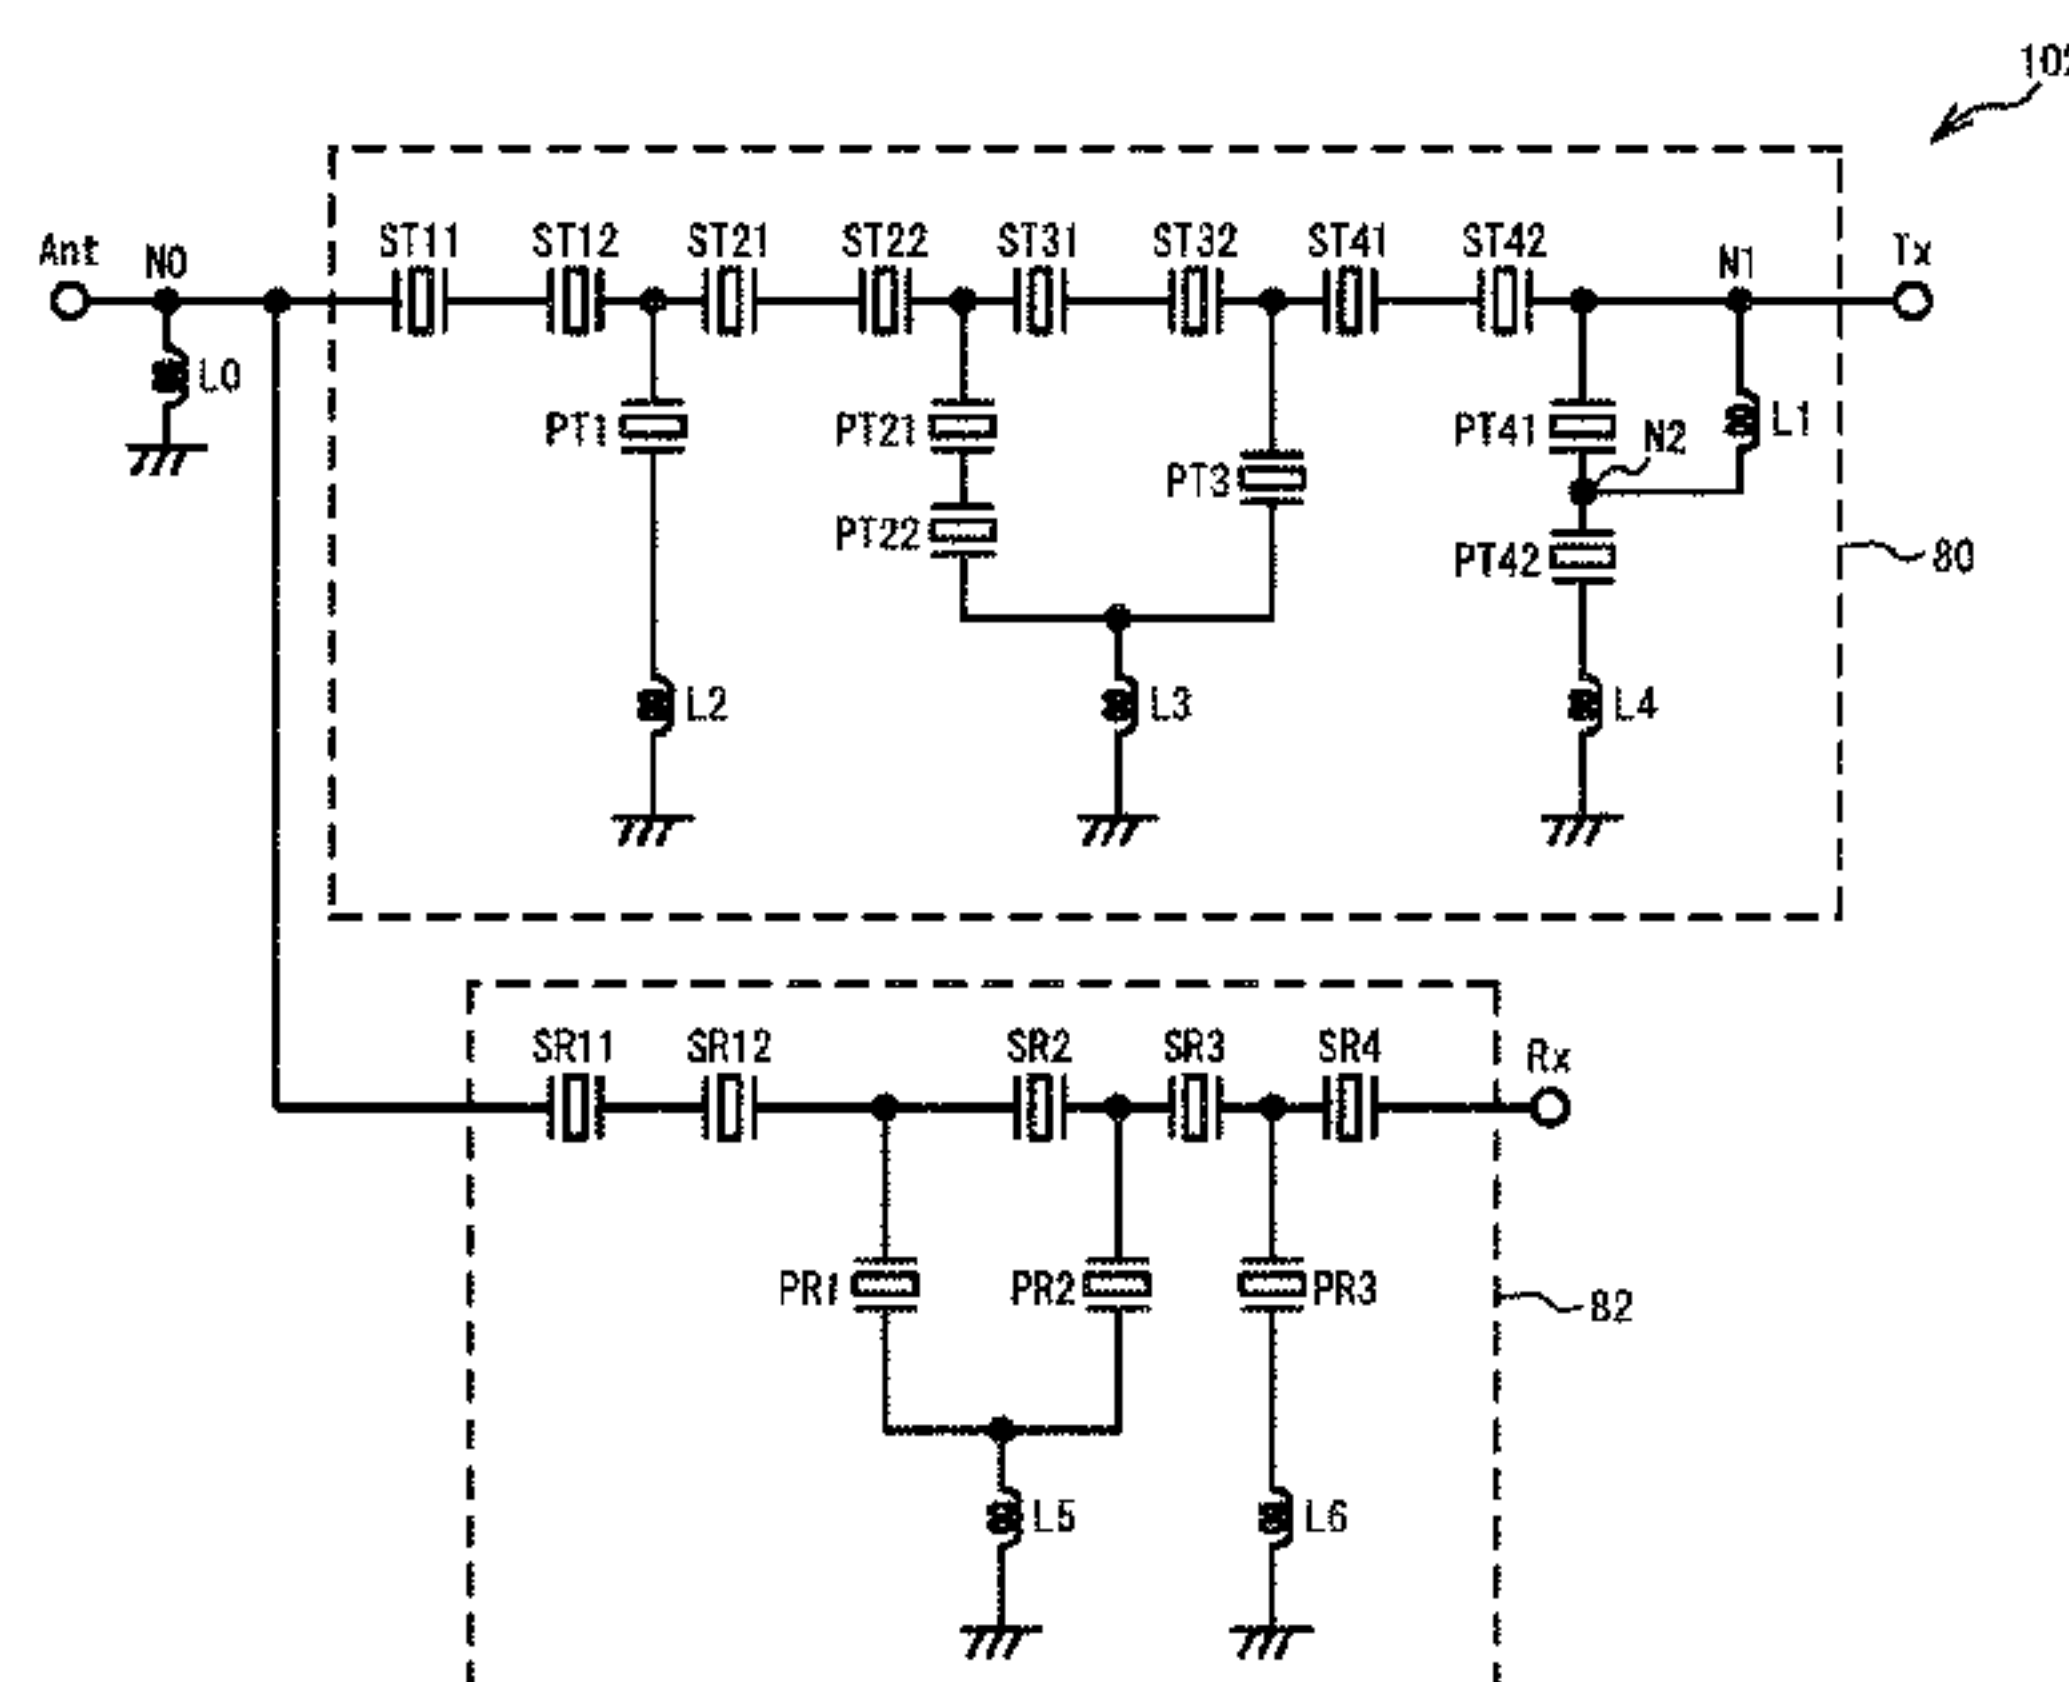 Ant
N0
L0
ST11
ST12
ST21
ST22
ST31
ST32
ST41
ST42
N1
Tx
PT1
PT21
PT22
PT3
PT41
N2
L1
PT42
80
L2
L3
L4
SR11
SR12
SR2
SR3
SR4
Rx
PR1
PR2
PR3
82
L5
L6